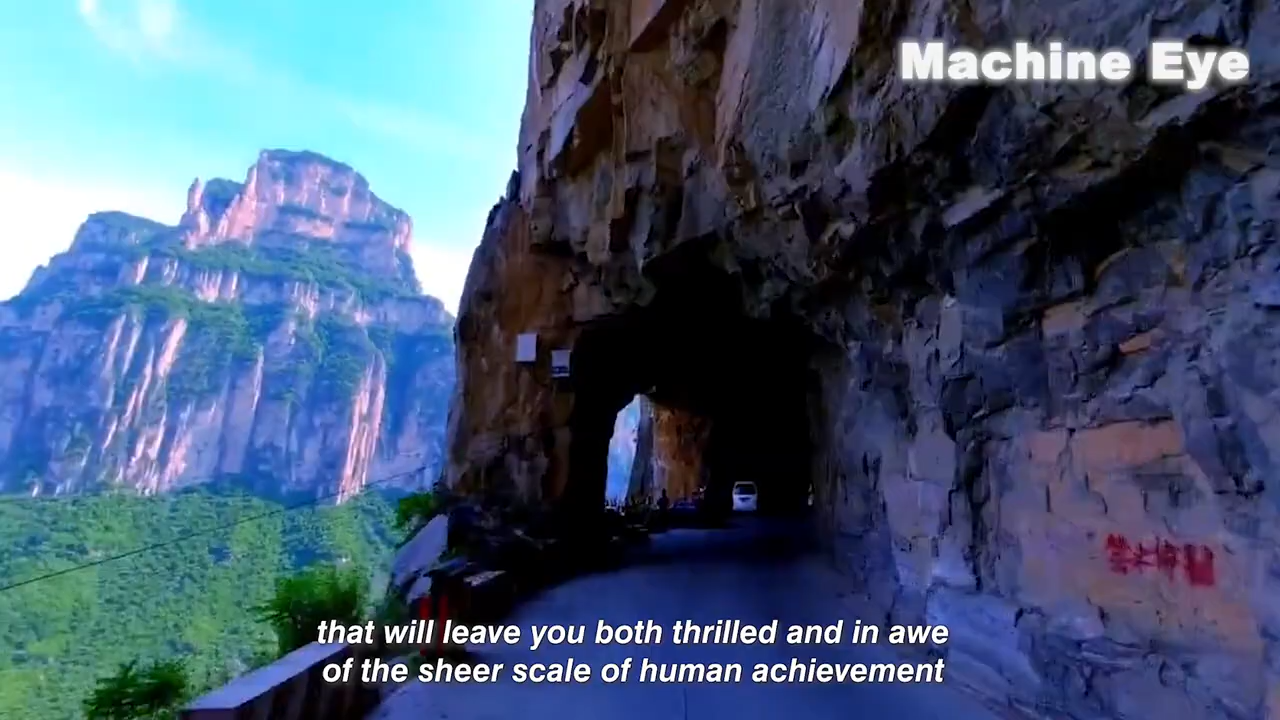 Machine Eye
that will leave you both thrilled and in awe
of the sheer scale of human achievement